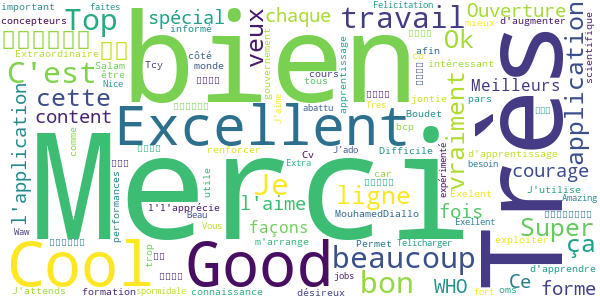 important
faites
Felicitation
mieux
d'augmenter
concepteurs
Top
spécial
chaque
travail
Ouverture
bien
veux
informé
Extraordinaire
côté
Ok
afin
où
C'est
Salam
être
Nice
Tcy
monde
cours
tous
gouvernement
apprentissage
intéressant
Meilleurs
pars
très
application
cette
content
Excellent
J'aime
abattu
Boudet
jontie
Très
vraiment
l'application
comme
Merci
renforcer
J'ado
bcp
Difficile
car
d'apprentissage
besoin
expérimenté
courage
scientifique
performances
Extra
Cv
Je
ligne
Exelent
J'utilise
Amazing
utile
l'l'apprécie
Beau
l'aime
fois
Waw
Vous
façons
MouhamedDiallo
Exellent
Super
exploiter
m'arrange
Permet
Telicharger
ça
Cool
trop
Good
beaucoup
bon
WHO
Ce
d'apprendre
jobs
J'attends
formation
spormidale
connaissance
désireux
fort
oms
forme